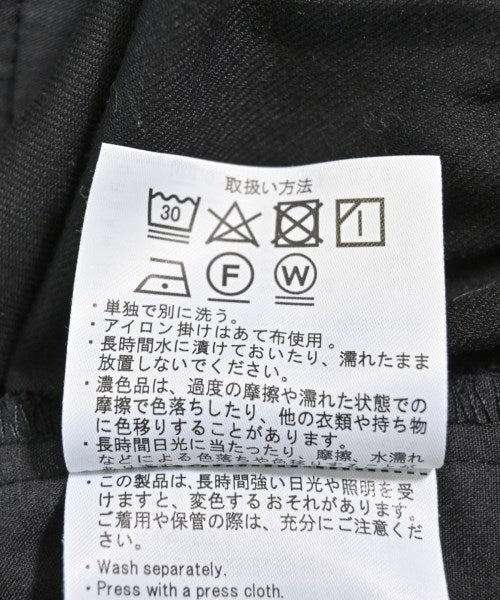 取扱い方法
30
F W
・単独で別に洗う。
・アイロン掛けはあて布使用。
・長時間水に漬けておいたり、濡れたまま
放置しないでください。
・濃色品は、過度の摩擦や濡れた状態での
摩擦で色落ちしたり、他の衣類や持ち物
に色移りすることがあります。
・長時間日光に当たったり、摩擦、水濡れ
などによる色落ち
・この製品は、長時間強い日光や照明を受
けますと、変色するおそれがあります。
ご着用や保管の際は、充分にご注意くだ
さい。
・Wash separately.
・Press with a press cloth.